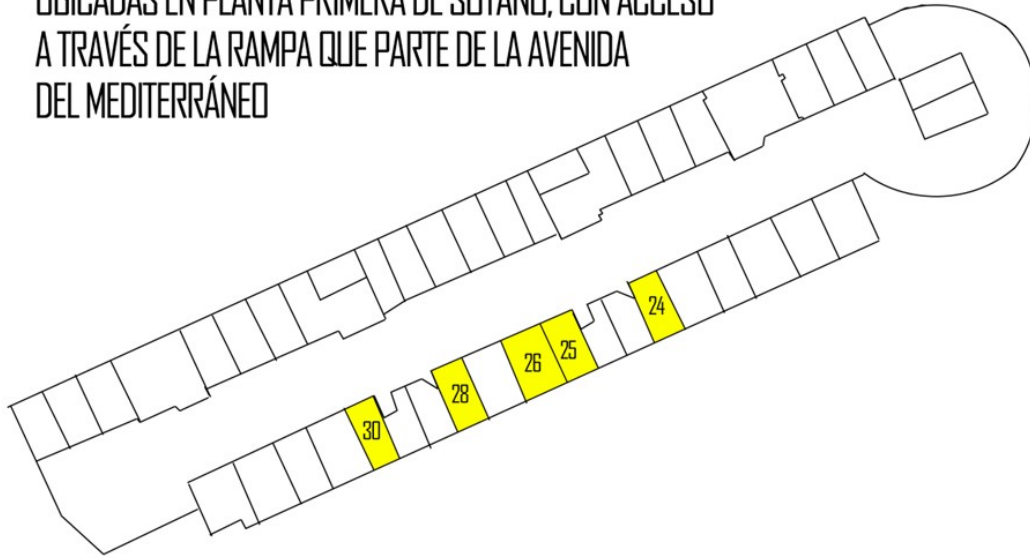 UBICADAS EN PLANTA PRIMERA DE SÓTANO, CON ACCESO
A TRAVÉS DE LA RAMPA QUE PARTE DE LA AVENIDA
DEL MEDITERRÁNEO
24
25
26
28
30